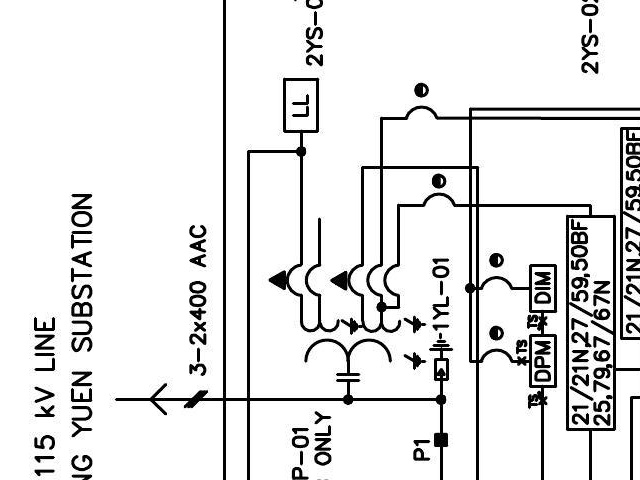 115 kV LINE
NG YUEN SUBSTATION
3-2x400 AAC
P-01
ONLY
2YS-0
LL
P1
1YL-01
TS
DIM
TS
TS
DPM
21/21N,27/59,50BF
25,79,67/67N
2YS-0
21/21N,27/59,50BF